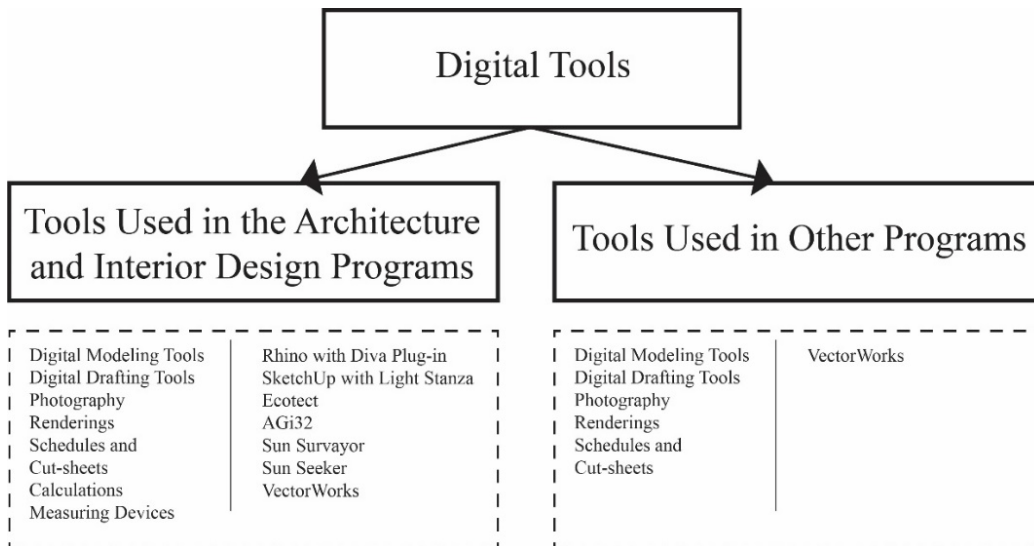 Digital Tools
Tools Used in the Architecture
and Interior Design Programs
Tools Used in Other Programs
Digital Modeling Tools
Digital Drafting Tools
Photography
Renderings
Schedules and
Cut-sheets
Calculations
Measuring Devices
Rhino with Diva Plug-in
SketchUp with Light Stanza
Ecotect
AGi32
Sun Survayor
Sun Seeker
VectorWorks
Digital Modeling Tools
Digital Drafting Tools
Photography
Renderings
Schedules and
Cut-sheets
VectorWorks